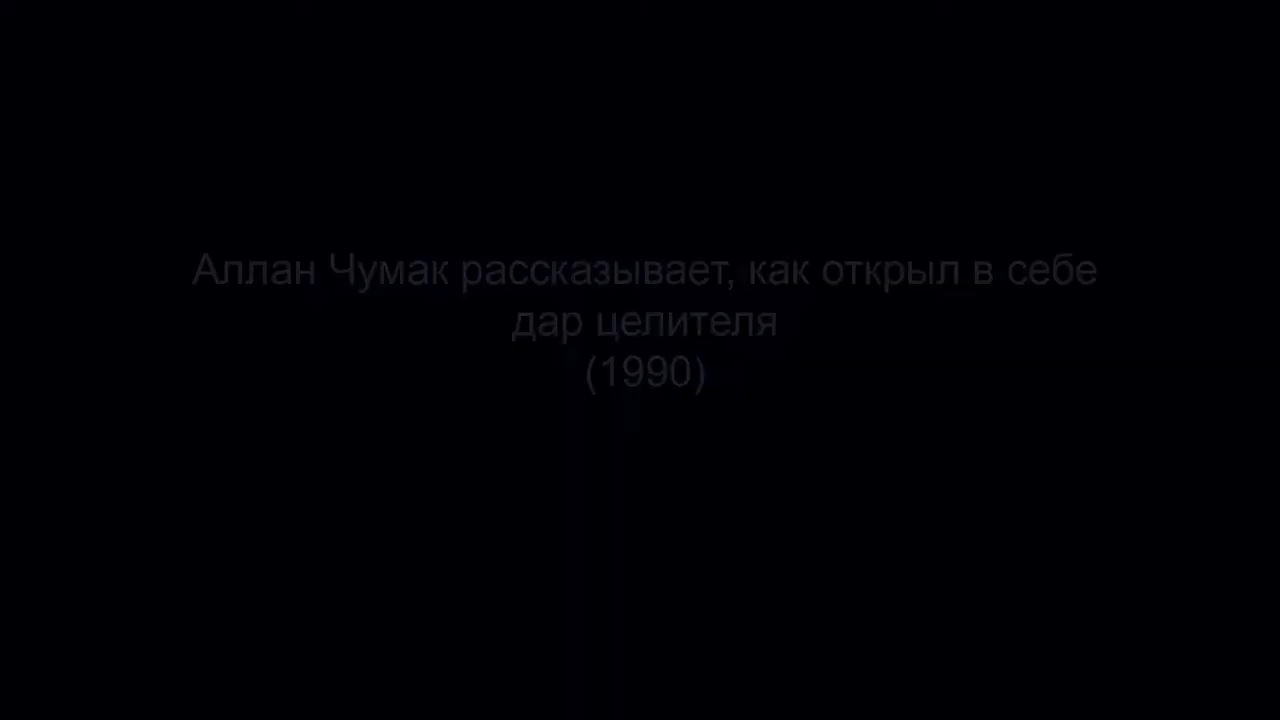 Аллан Чумак рассказывает, как открыл в себе
дар целителя
(1990)